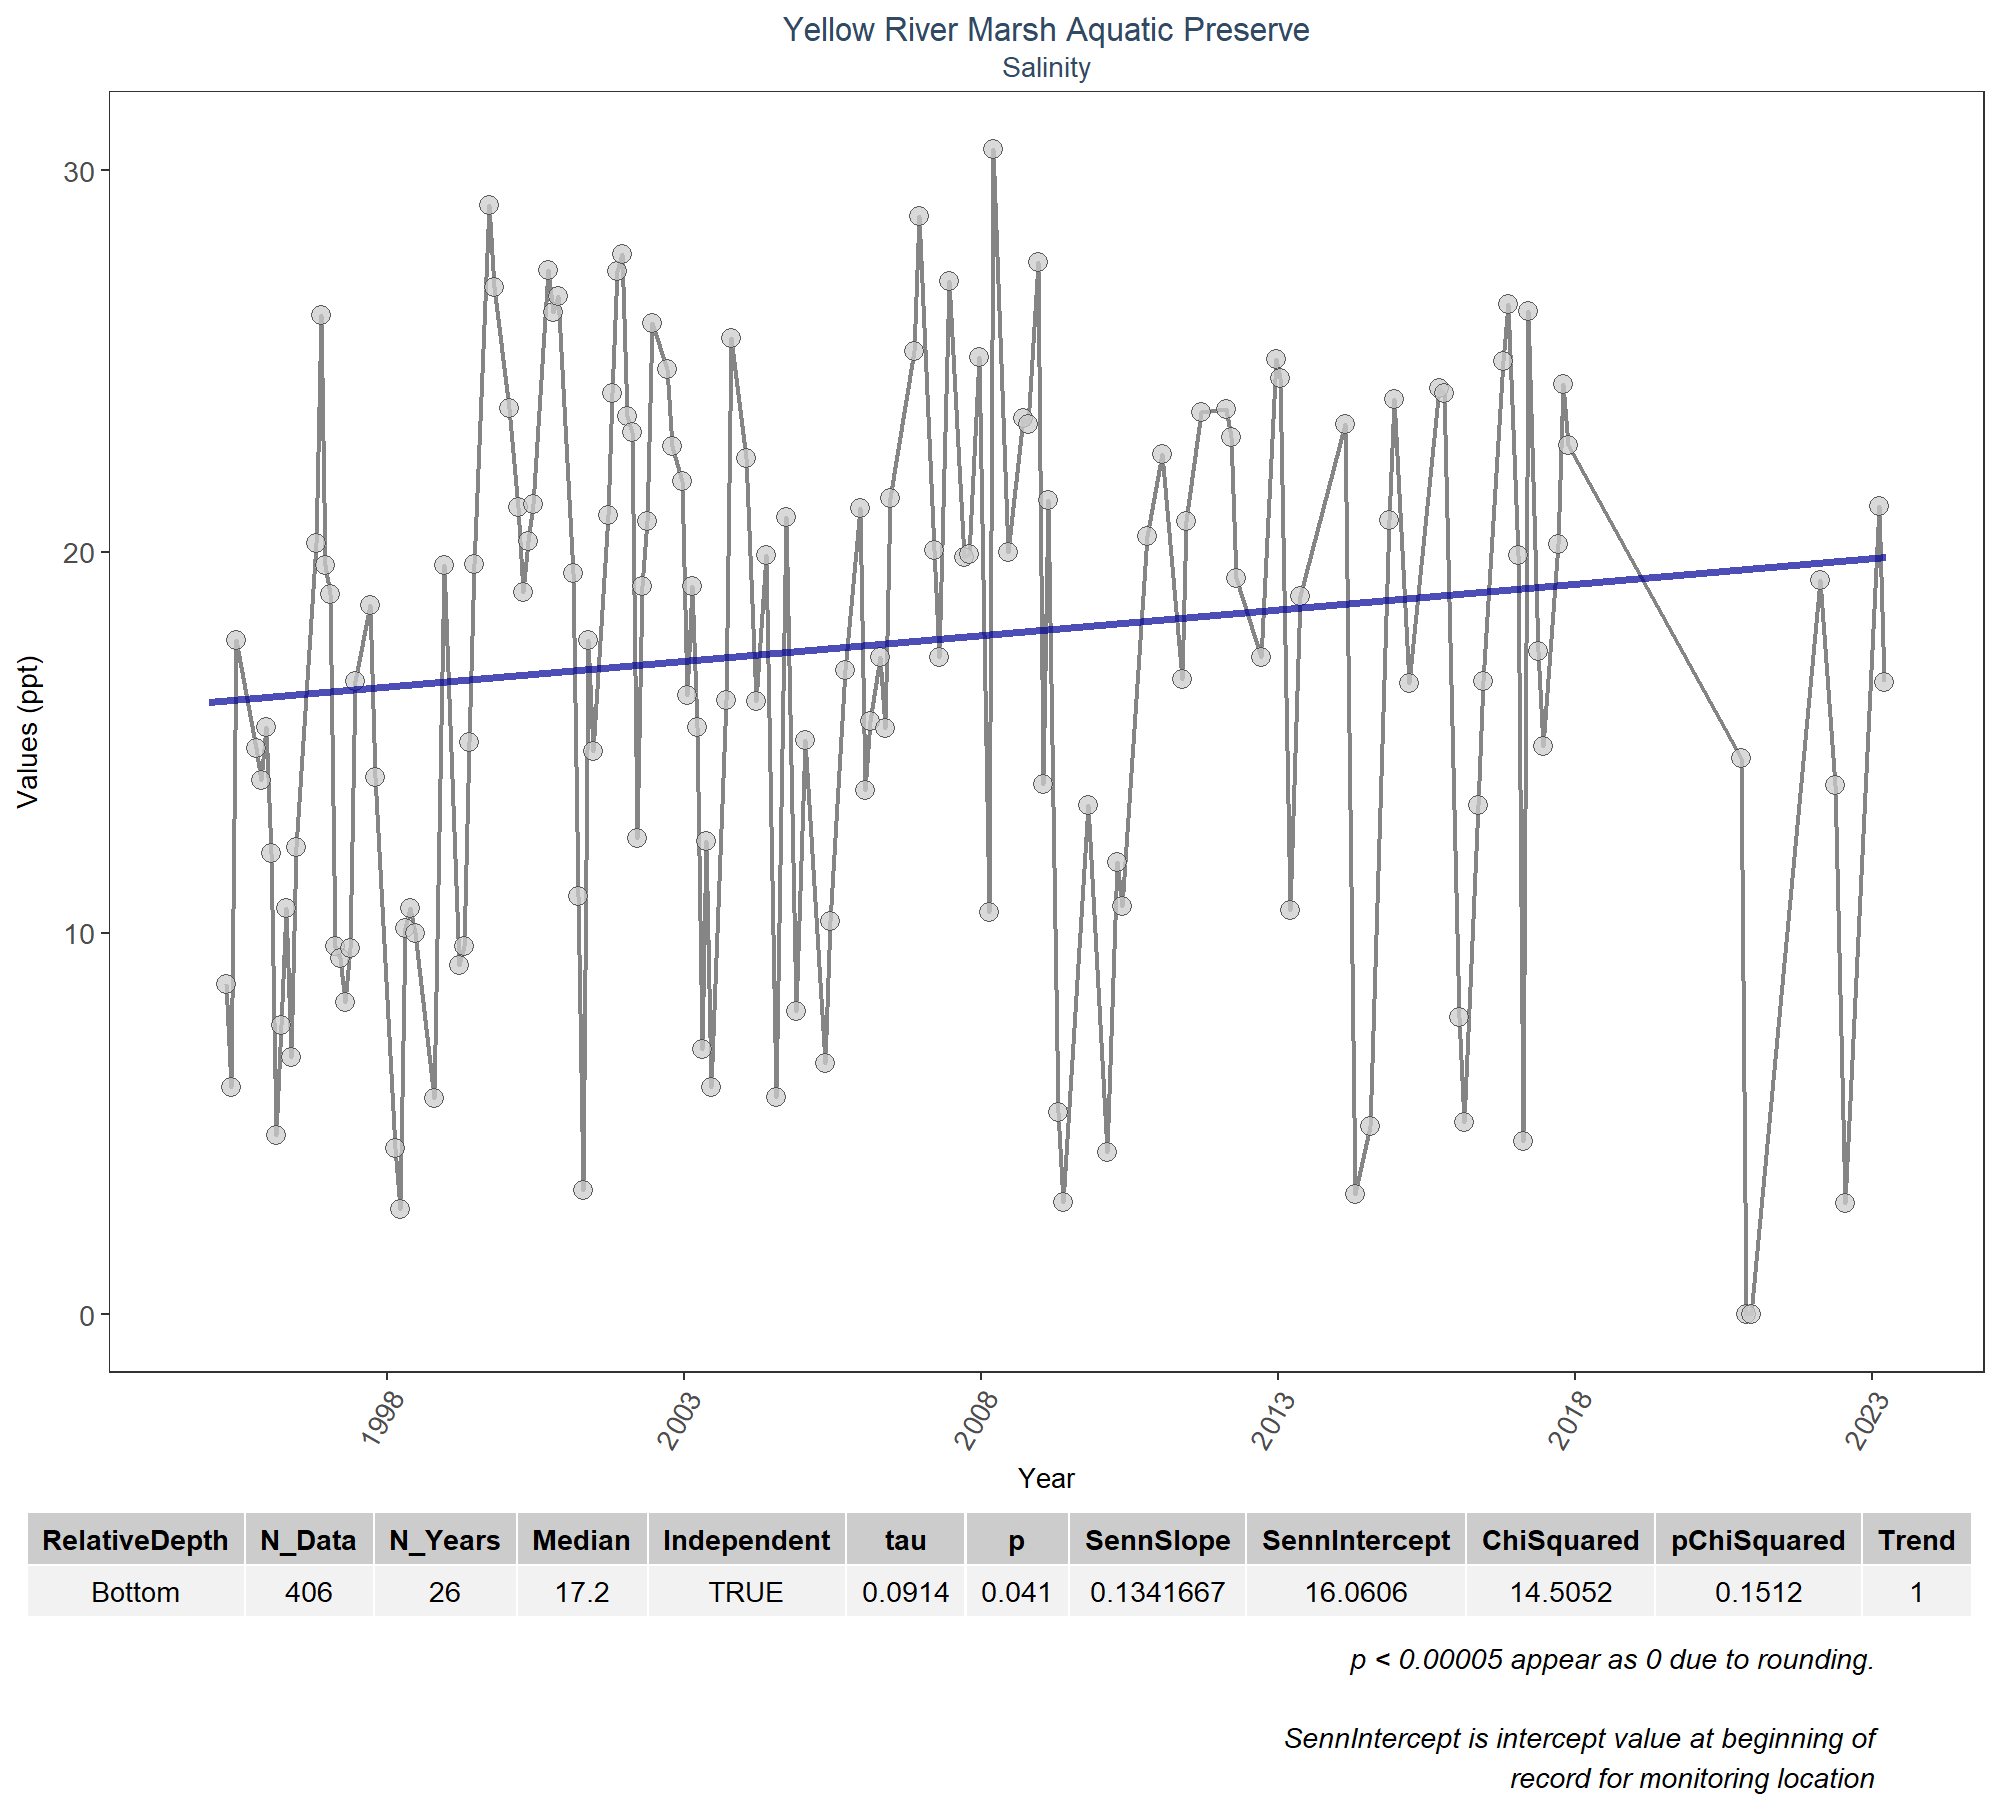 Yellow River Marsh Aquatic Preserve
Salinity
30
20
10
0
Values (ppt)
1998 2003 2008 2013 2018 2023
Year
RelativeDepth N_Data N_Years Median Independent tau p SennSlope SennIntercept ChiSquared pChiSquared Trend
Bottom 406 26 17.2 TRUE 0.0914 0.041 0.1341667 16.0606 14.5052 0.1512 1
p < 0.00005 appear as 0 due to rounding.
SennIntercept is intercept value at beginning of
record for monitoring location